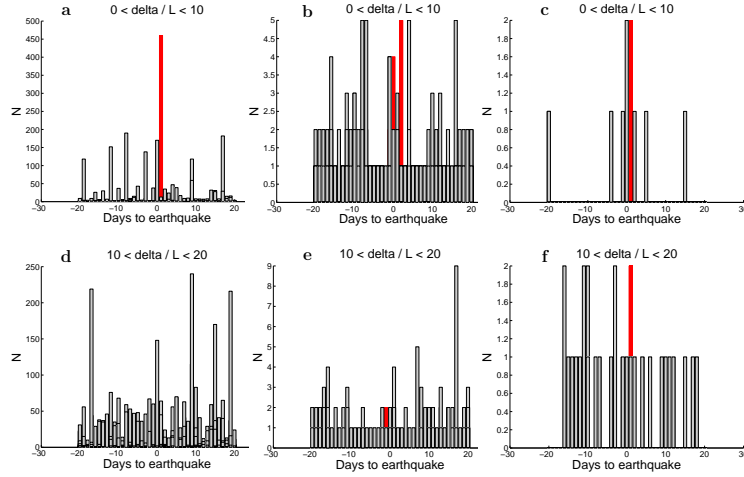 a
0 < delta / L < 10
500
450
400
350
300
250
200
150
100
50
0
N
−30 −20 −10 0 10 20
Days to earthquake
b
0 < delta / L < 10
5
4.5
4
3.5
3
2.5
2
1.5
1
0.5
0
N
−30 −20 −10 0 10 20
Days to earthquake
c
0 < delta / L < 10
2
1.8
1.6
1.4
1.2
1
0.8
0.6
0.4
0.2
0
N
−30 −20 −10 0 10 20 30
Days to earthquake
d
10 < delta / L < 20
250
200
150
100
50
0
N
−30 −20 −10 0 10 20
Days to earthquake
e
10 < delta / L < 20
9
8
7
6
5
4
3
2
1
0
N
−30 −20 −10 0 10 20
Days to earthquake
f
10 < delta / L < 20
2
1.8
1.6
1.4
1.2
1
0.8
0.6
0.4
0.2
0
N
−30 −20 −10 0 10 20 30
Days to earthquake